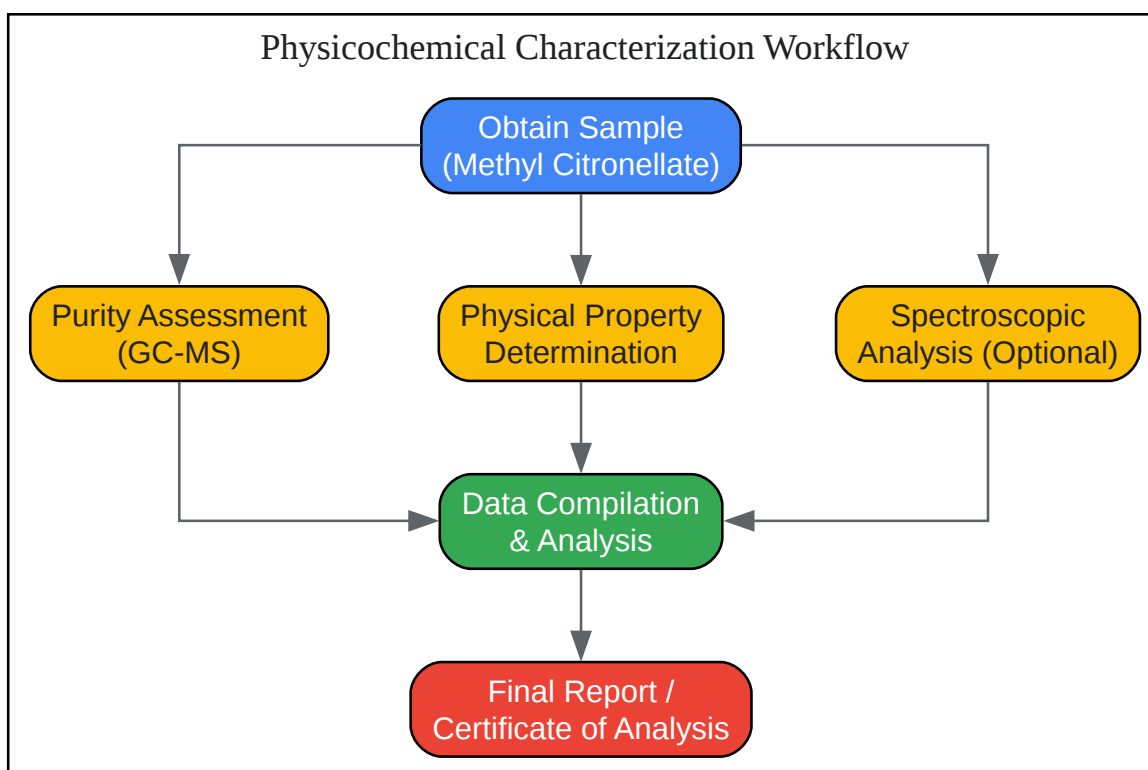 Physicochemical Characterization Workflow
Obtain Sample
(Methyl Citronellate)
Purity Assessment
(GC-MS)
Physical Property
Determination
Spectroscopic
Analysis (Optional)
Data Compilation
& Analysis
Final Report /
Certificate of Analysis